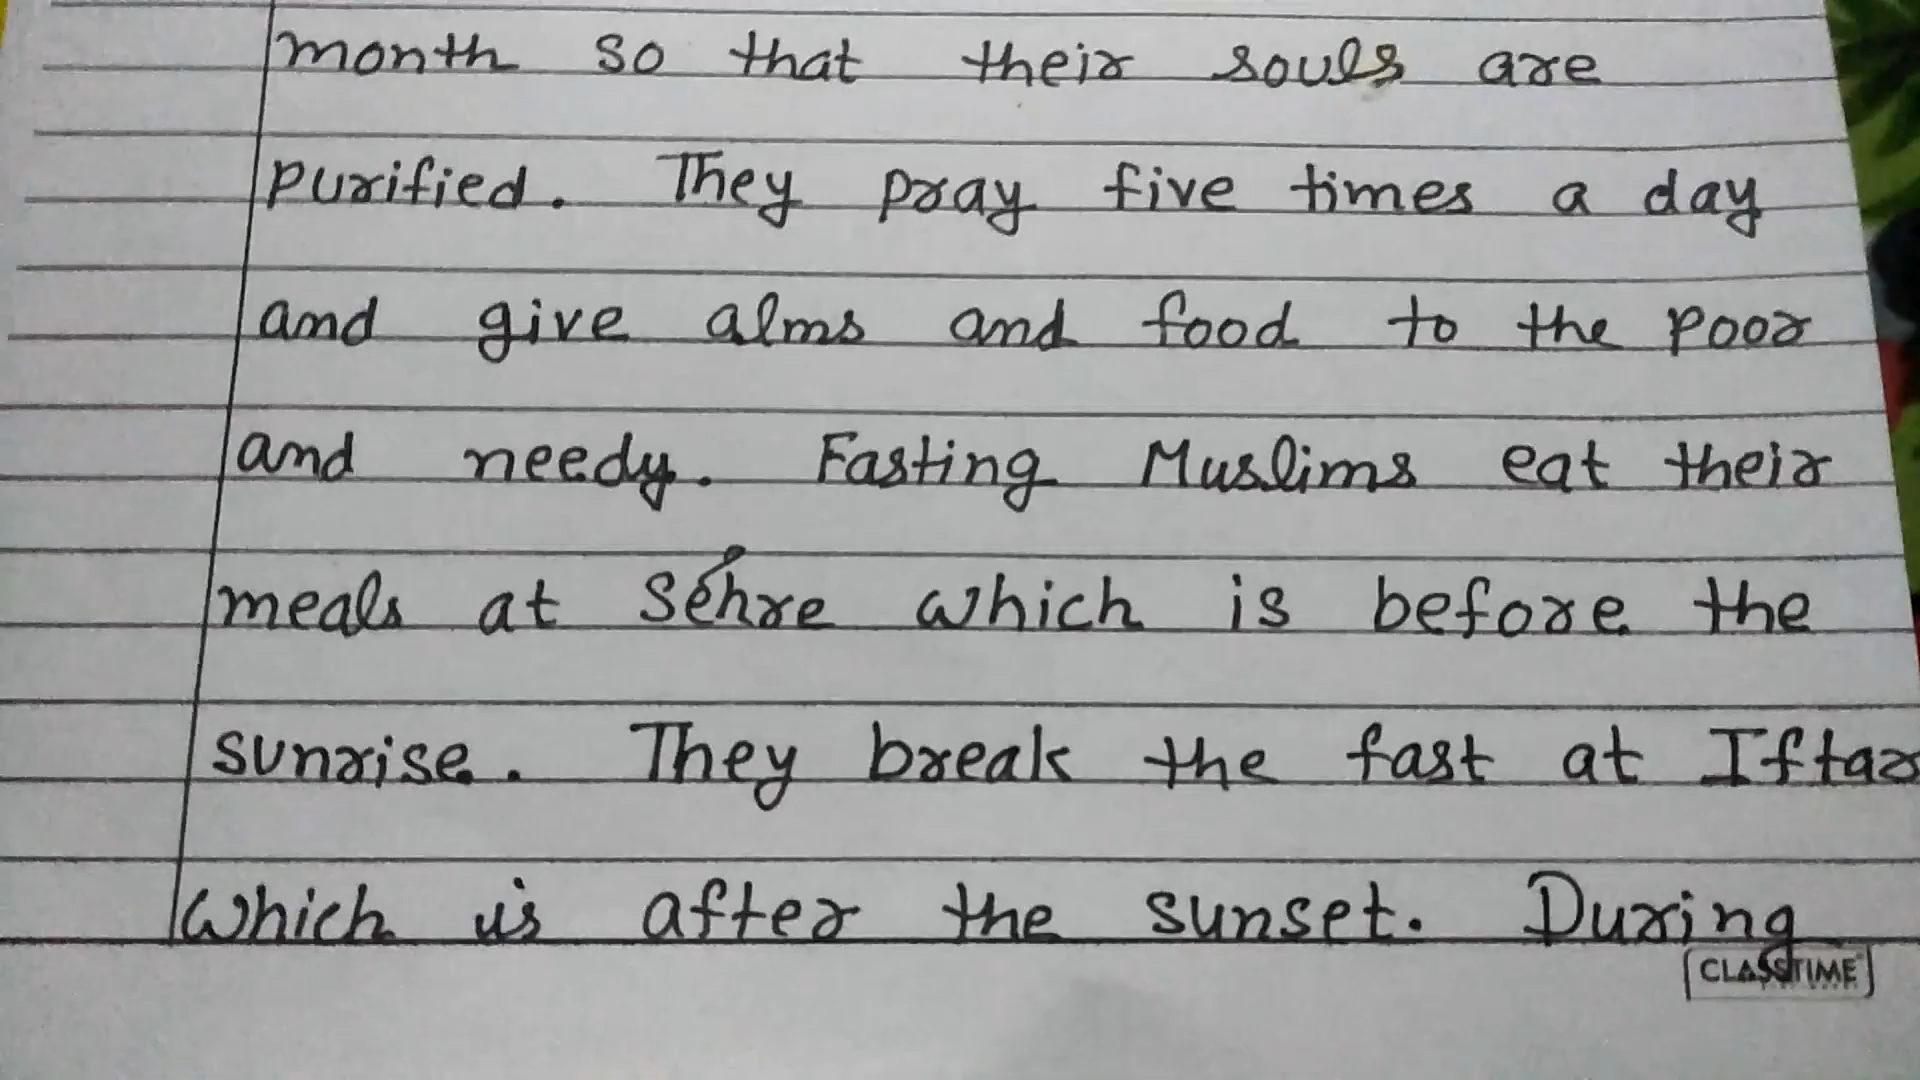 month so that their souls are
purified. They pray five times a day
and give alms and food to the poor
and needy. Fasting Muslims eat their
meals at Sehre which is before the
sunrise. They break the fast at Iftar
which is after the sunset. During
CLASSTIME